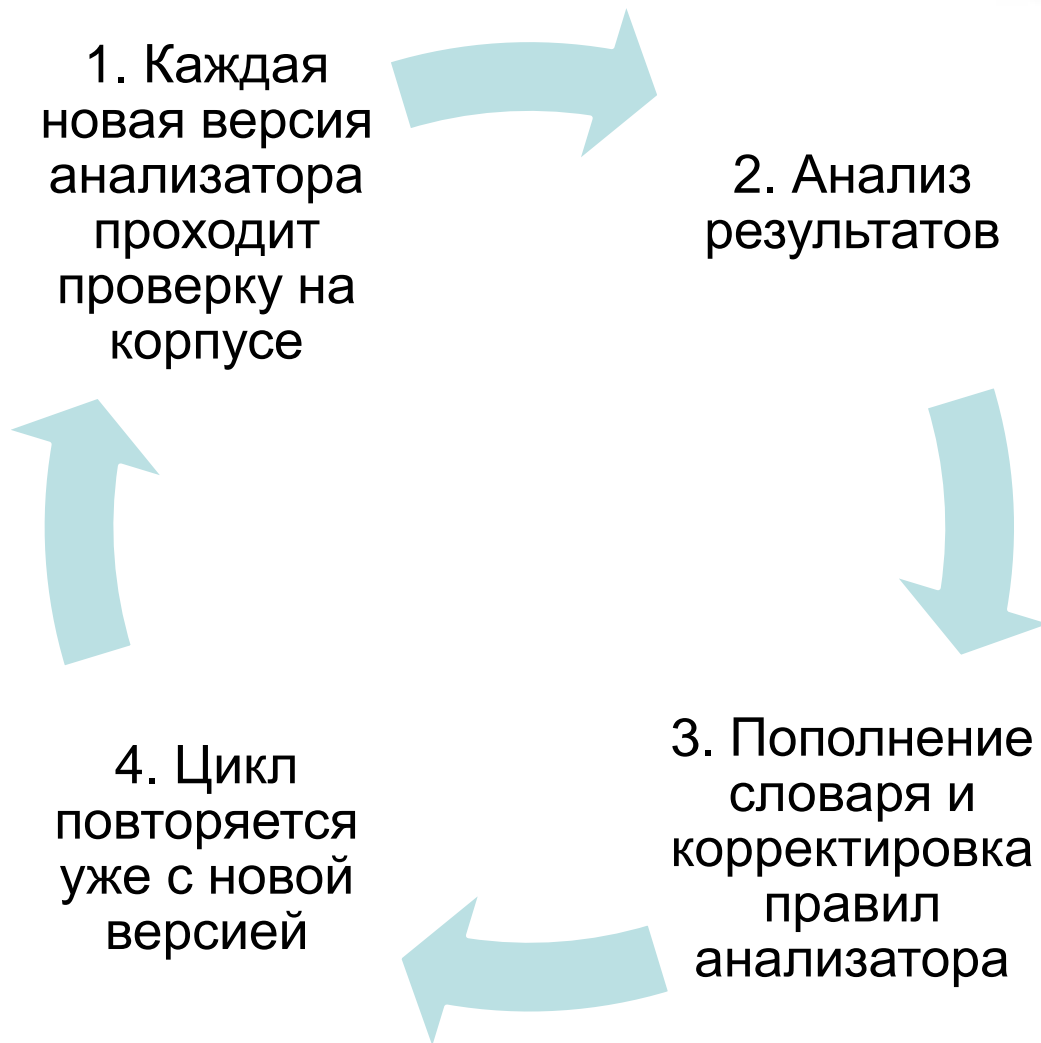 1. Каждая
новая версия
анализатора
проходит
проверку на
корпусе
2. Анализ
результатов
3. Пополнение
словаря и
корректировка
правил
анализатора
4. Цикл
повторяется
уже с новой
версией